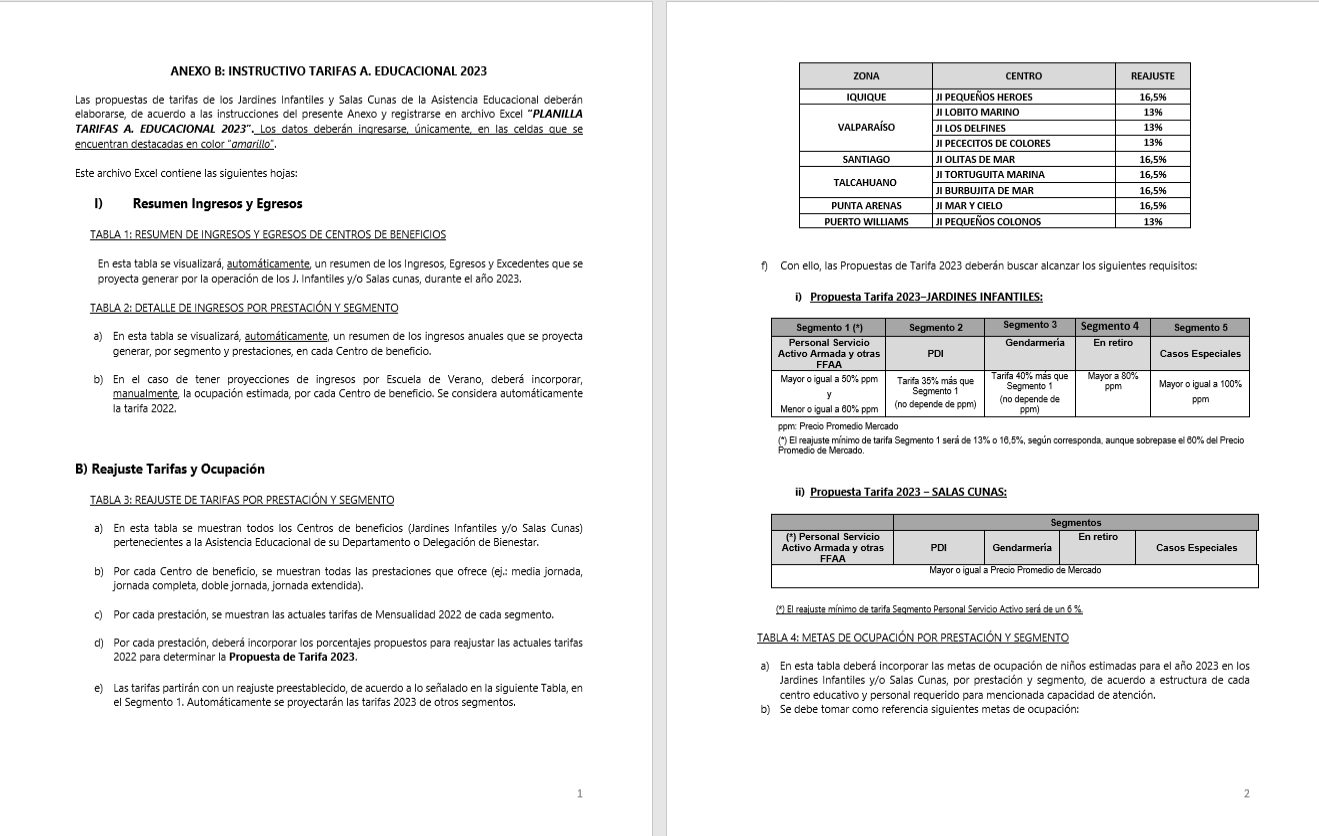 ANEXO B: INSTRUCTIVO TARIFAS A. EDUCACIONAL 2023
Las propuestas de tarifas de los Jardines Infantiles y Salas Cunas de la Asistencia Educacional deberán
elaborarse, de acuerdo a las instrucciones del presente Anexo y registrarse en archivo Excel "PLANILLA
TARIFAS A. EDUCACIONAL 2023". Los datos deberán ingresarse, únicamente, en las celdas que se
encuentran destacadas en color "amarillo".
Este archivo Excel contiene las siguientes hojas:
I) Resumen Ingresos y Egresos
TABLA 1: RESUMEN DE INGRESOS Y EGRESOS DE CENTROS DE BENEFICIOS
En esta tabla se visualizará, automáticamente, un resumen de los Ingresos, Egresos y Excedentes que se
proyecta generar por la operación de los J. Infantiles y/o Salas cunas, durante el año 2023.
TABLA 2: DETALLE DE INGRESOS POR PRESTACIÓN Y SEGMENTO
a) En esta tabla se visualizará, automáticamente, un resumen de los ingresos anuales que se proyecta
generar, por segmento y prestaciones, en cada Centro de beneficio.
b) En el caso de tener proyecciones de ingresos por Escuela de Verano, deberá incorporar,
manualmente, la ocupación estimada, por cada Centro de beneficio. Se considera automáticamente
la tarifa 2022.
B) Reajuste Tarifas y Ocupación
TABLA 3: REAJUSTE DE TARIFAS POR PRESTACIÓN Y SEGMENTO
a) En esta tabla se muestran todos los Centros de beneficios (Jardines Infantiles y/o Salas Cunas)
pertenecientes a la Asistencia Educacional de su Departamento o Delegación de Bienestar.
b) Por cada Centro de beneficio, se muestran todas las prestaciones que ofrece (ej.: media jornada,
jornada completa, doble jornada, jornada extendida).
c) Por cada prestación, se muestran las actuales tarifas de Mensualidad 2022 de cada segmento.
d) Por cada prestación, deberá incorporar los porcentajes propuestos para reajustar las actuales tarifas
2022 para determinar la Propuesta de Tarifa 2023.
e) Las tarifas partirán con un reajuste preestablecido, de acuerdo a lo señalado en la siguiente Tabla, en
el Segmento 1. Automáticamente se proyectarán las tarifas 2023 de otros segmentos.
1
ZONA CENTRO REAJUSTE
IQUIQUE JI PEQUEÑOS HEROES 16,5%
VALPARAÍSO JI LOBITO MARINO 13%
JI LOS DELFINES 13%
JI PECECITOS DE COLORES 13%
SANTIAGO JI OLITAS DE MAR 16,5%
TALCAHUANO JI TORTUGUITA MARINA 16,5%
JI BURBUJITA DE MAR 16,5%
PUNTA ARENAS JI MAR Y CIELO 16,5%
PUERTO WILLIAMS JI PEQUEÑOS COLONOS 13%
f) Con ello, las Propuestas de Tarifa 2023 deberán buscar alcanzar los siguientes requisitos:
i) Propuesta Tarifa 2023–JARDINES INFANTILES:
Segmento 1 (*) Segmento 2 Segmento 3 Segmento 4 Segmento 5
Personal Servicio
Activo Armada y otras
FFAA
PDI
Gendarmería
En retiro
Casos Especiales
Mayor o igual a 50% ppm
y
Menor o igual a 60% ppm
Tarifa 35% más que
Segmento 1
(no depende de ppm)
Tarifa 40% más que
Segmento 1
(no depende de
ppm)
Mayor a 80%
ppm
Mayor o igual a 100%
ppm
ppm: Precio Promedio Mercado
(*) El reajuste mínimo de tarifa Segmento 1 será de 13% o 16,5%, según corresponda, aunque sobrepase el 60% del Precio
Promedio de Mercado.
ii) Propuesta Tarifa 2023 – SALAS CUNAS:
Segmentos
(*) Personal Servicio
Activo Armada y otras
FFAA
PDI
Gendarmería
En retiro
Casos Especiales
Mayor o igual a Precio Promedio de Mercado
(*) El reajuste mínimo de tarifa Segmento Personal Servicio Activo será de un 6 %.
TABLA 4: METAS DE OCUPACIÓN POR PRESTACIÓN Y SEGMENTO
a) En esta tabla deberá incorporar las metas de ocupación de niños estimadas para el año 2023 en los
Jardines Infantiles y/o Salas Cunas, por prestación y segmento, de acuerdo a estructura de cada
centro educativo y personal requerido para mencionada capacidad de atención.
b) Se debe tomar como referencia siguientes metas de ocupación:
2